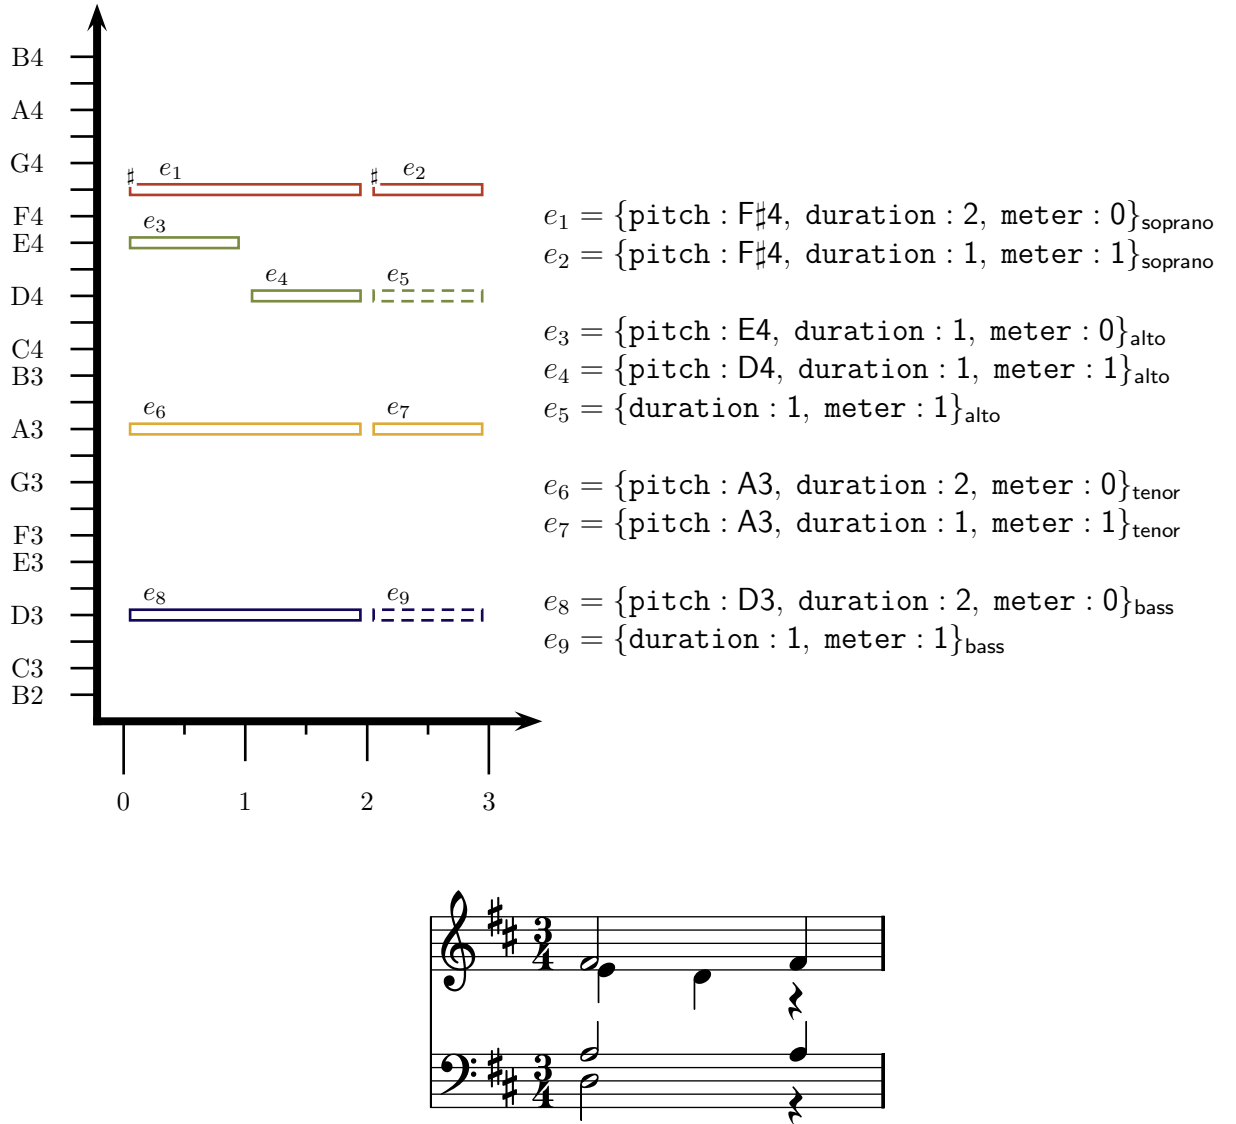 B4
A4
G4
F4
E4
D4
C4
B3
A3
G3
F3
E3
D3
C3
B2
♯ e₁ ♯ e₂
e₃
e₄ e₅
e₆ e₇
e₈ e₉
0 1 2 3
e₁ = {pitch : F♯4, duration : 2, meter : 0}soprano
e₂ = {pitch : F♯4, duration : 1, meter : 1}soprano
e₃ = {pitch : E4, duration : 1, meter : 0}alto
e₄ = {pitch : D4, duration : 1, meter : 1}alto
e₅ = {duration : 1, meter : 1}alto
e₆ = {pitch : A3, duration : 2, meter : 0}tenor
e₇ = {pitch : A3, duration : 1, meter : 1}tenor
e₈ = {pitch : D3, duration : 2, meter : 0}bass
e₉ = {duration : 1, meter : 1}bass
3
4
3
4